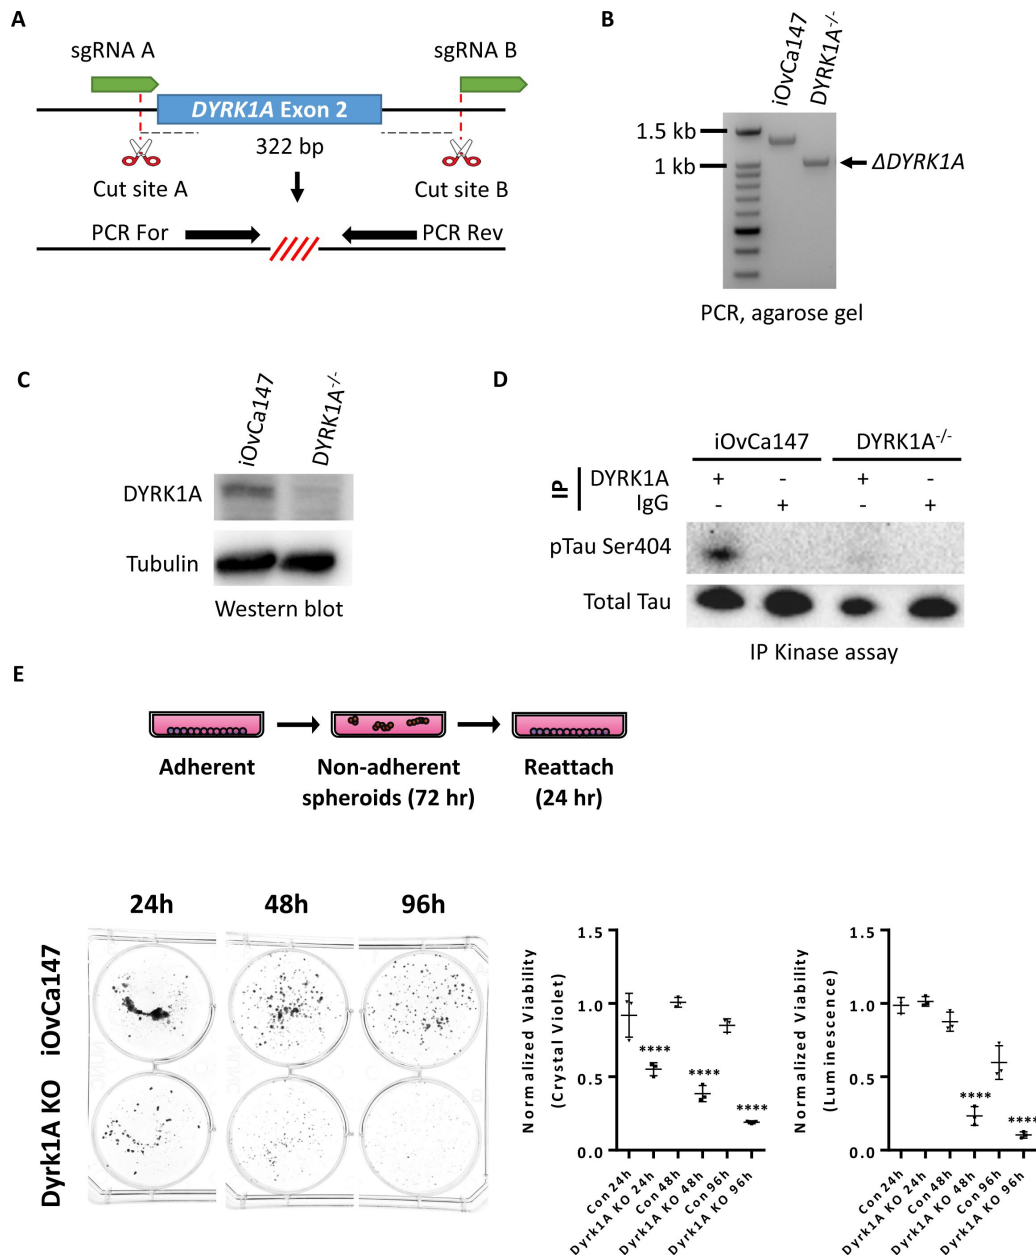 A
sgRNA A
sgRNA B
DYRK1A Exon 2
322 bp
Cut site A
Cut site B
PCR For
PCR Rev
B
iOvCa147
DYRK1A-/-
1.5 kb
1 kb
ΔDYRK1A
PCR, agarose gel
C
iOvCa147
DYRK1A-/-
DYRK1A
Tubulin
Western blot
D
iOvCa147
DYRK1A-/-
IP
DYRK1A + - + -
IgG - + - +
pTau Ser404
Total Tau
IP Kinase assay
E
Adherent
Non-adherent
spheroids (72 hr)
Reattach
(24 hr)
24h
48h
96h
iOvCa147
Dyrk1A KO
Normalized Viability
(Crystal Violet)
1.5
1.0
0.5
0.0
****
****
****
Con 24h
Dyrk1A KO 24h
Con 48h
Dyrk1A KO 48h
Con 96h
Dyrk1A KO 96h
Normalized Viability
(Luminescence)
1.5
1.0
0.5
0.0
****
****
Con 24h
Dyrk1A KO 24h
Con 48h
Dyrk1A KO 48h
Con 96h
Dyrk1A KO 96h